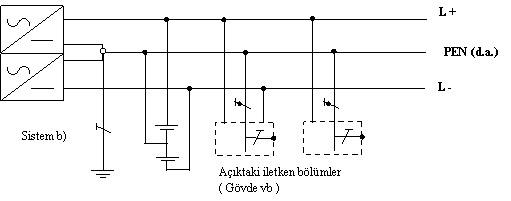 L +
PEN (d.a.)
L -
Sistem b)
Açıktaki iletken bölümler
( Gövde vb )